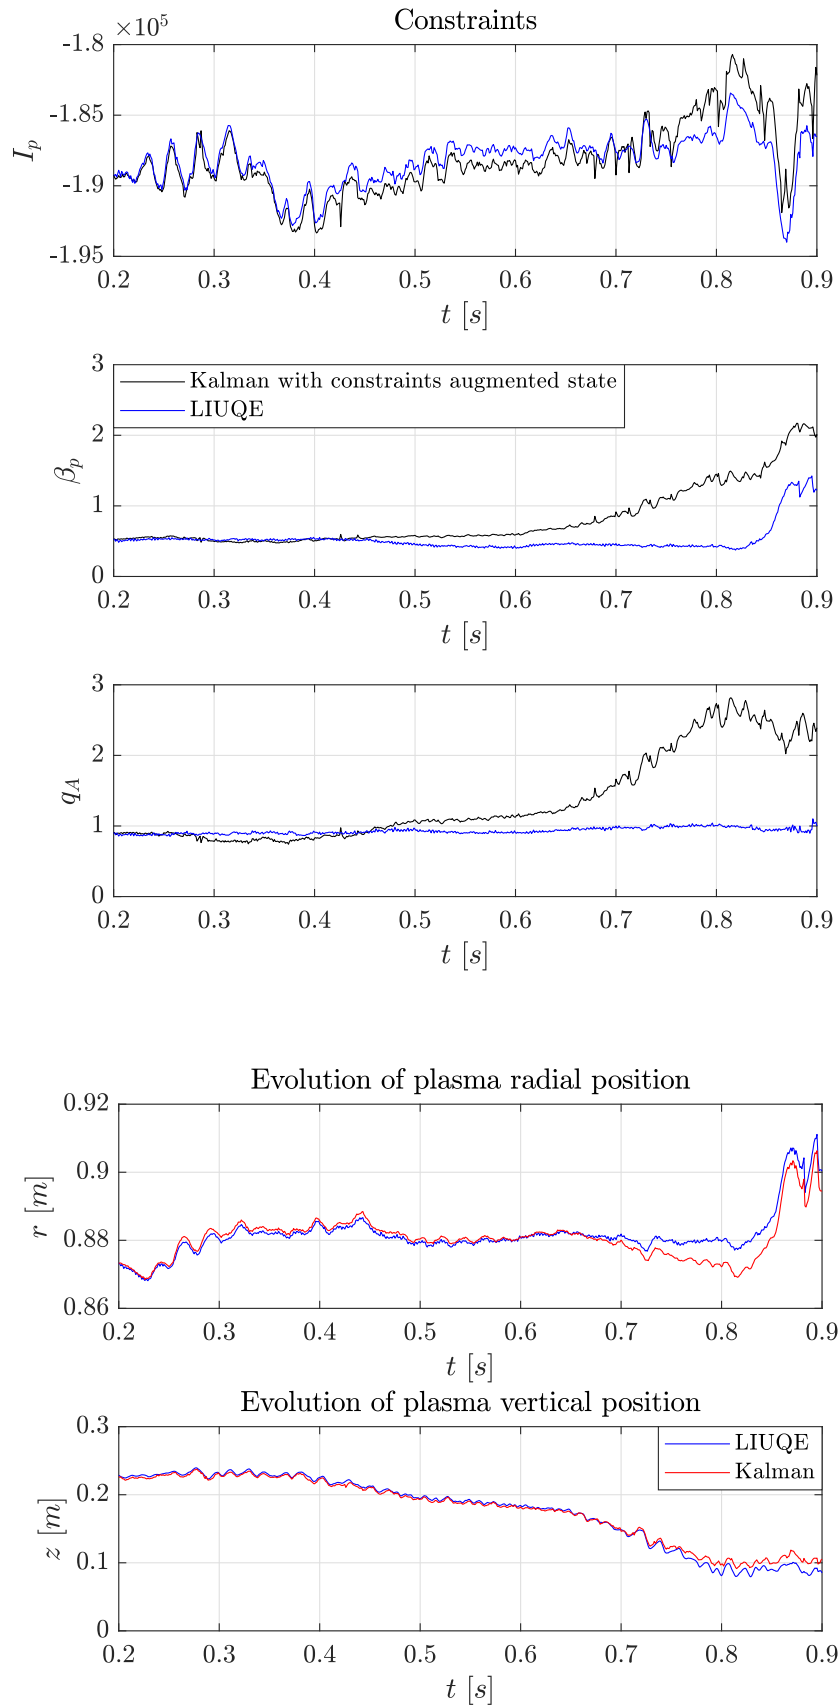 Constraints
×10⁵
-1.8
-1.85
-1.9
-1.95
I_p
0.2 0.3 0.4 0.5 0.6 0.7 0.8 0.9
t [s]
3
2
1
0
β_p
Kalman with constraints augmented state
LIUQE
0.2 0.3 0.4 0.5 0.6 0.7 0.8 0.9
t [s]
3
2
1
0
q_A
0.2 0.3 0.4 0.5 0.6 0.7 0.8 0.9
t [s]
Evolution of plasma radial position
0.92
0.9
0.88
0.86
r [m]
0.2 0.3 0.4 0.5 0.6 0.7 0.8 0.9
t [s]
Evolution of plasma vertical position
0.3
0.2
0.1
0
z [m]
LIUQE
Kalman
0.2 0.3 0.4 0.5 0.6 0.7 0.8 0.9
t [s]